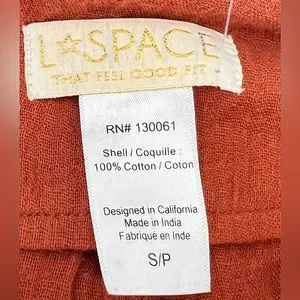 L☆SPACE
THAT FEEL GOOD FIT
RN# 130061
Shell / Coquille :
100% Cotton / Coton
Designed in California
Made in India
Fabriqué en Inde
S/P